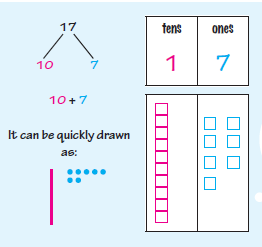 17
10 7
10 + 7
It can be quickly drawn
as:
tens ones
1 7